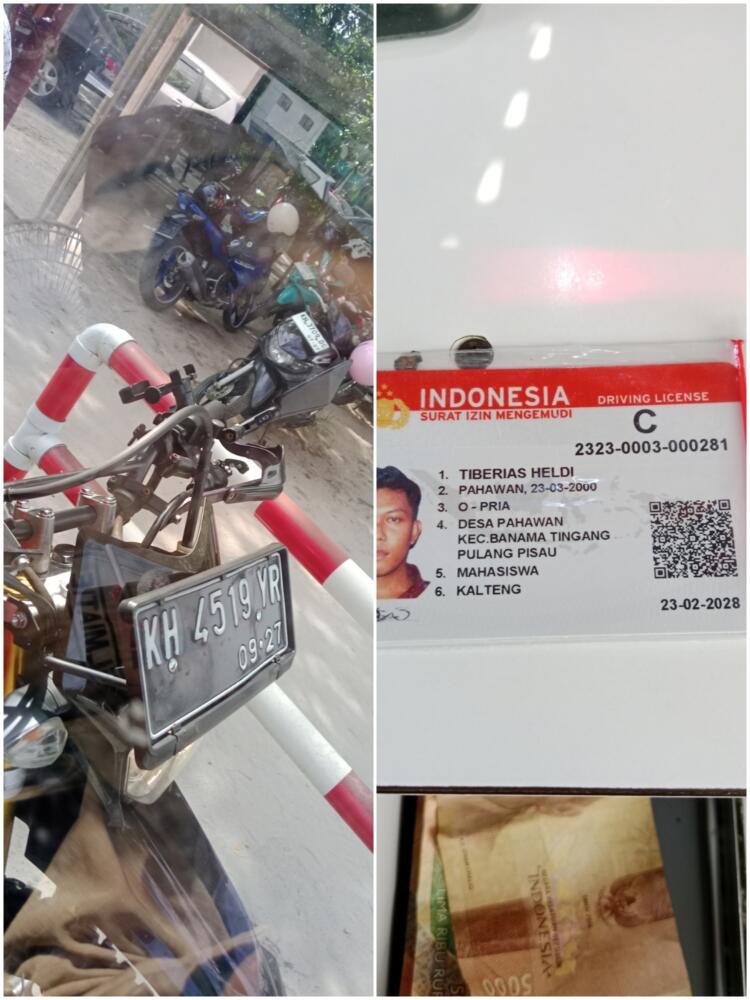 KH 4519 YR
09·27
INDONESIA
DRIVING LICENSE
SURAT IZIN MENGEMUDI
C
2323-0003-000281
1. TIBERIAS HELDI
2. PAHAWAN, 23-03-2000
3. O - PRIA
4. DESA PAHAWAN
KEC.BANAMA TINGANG
PULANG PISAU
5. MAHASISWA
6. KALTENG
23-02-2028
INDONESIA
LIMA RIBU
5000